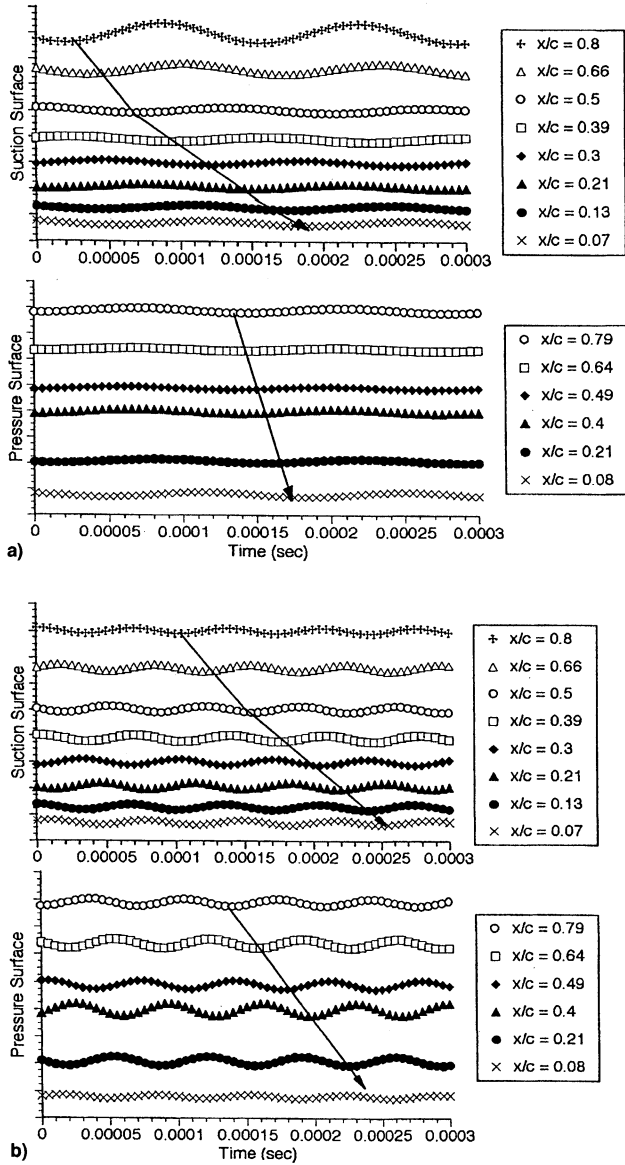 Suction Surface
0 0.00005 0.0001 0.00015 0.0002 0.00025 0.0003
x/c = 0.8
x/c = 0.66
x/c = 0.5
x/c = 0.39
x/c = 0.3
x/c = 0.21
x/c = 0.13
x/c = 0.07
Pressure Surface
0 0.00005 0.0001 0.00015 0.0002 0.00025 0.0003
Time (sec)
x/c = 0.79
x/c = 0.64
x/c = 0.49
x/c = 0.4
x/c = 0.21
x/c = 0.08
a)
Suction Surface
0 0.00005 0.0001 0.00015 0.0002 0.00025 0.0003
x/c = 0.8
x/c = 0.66
x/c = 0.5
x/c = 0.39
x/c = 0.3
x/c = 0.21
x/c = 0.13
x/c = 0.07
Pressure Surface
0 0.00005 0.0001 0.00015 0.0002 0.00025 0.0003
Time (sec)
x/c = 0.79
x/c = 0.64
x/c = 0.49
x/c = 0.4
x/c = 0.21
x/c = 0.08
b)